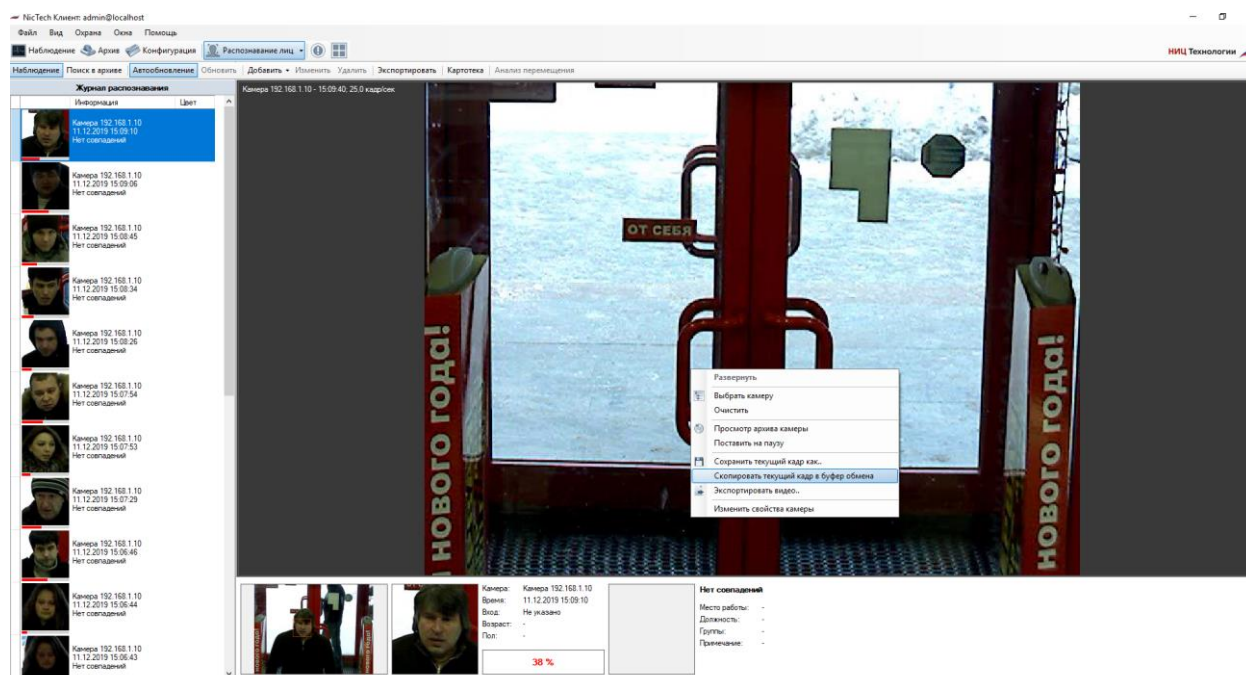 NicTech Клиент: admin@localhost
Файл Вид Охрана Окна Помощь
Наблюдение Архив Конфигурация Распознавание лиц
НИЦ Технологии
Наблюдение Поиск в архиве Автообновление Обновить Добавить Изменить Удалить Экспортировать Картотека Анализ перемещения
Журнал распознавания
Информация Цвет
Камера 192.168.1.10
11.12.2019 15:09:10
Нет совпадений
Камера 192.168.1.10
11.12.2019 15:09:06
Нет совпадений
Камера 192.168.1.10
11.12.2019 15:08:45
Нет совпадений
Камера 192.168.1.10
11.12.2019 15:08:34
Нет совпадений
Камера 192.168.1.10
11.12.2019 15:08:26
Нет совпадений
Камера 192.168.1.10
11.12.2019 15:07:54
Нет совпадений
Камера 192.168.1.10
11.12.2019 15:07:53
Нет совпадений
Камера 192.168.1.10
11.12.2019 15:07:29
Нет совпадений
Камера 192.168.1.10
11.12.2019 15:06:46
Нет совпадений
Камера 192.168.1.10
11.12.2019 15:06:44
Нет совпадений
Камера 192.168.1.10
11.12.2019 15:06:43
Нет совпадений
Камера 192.168.1.10 - 15:09:40; 25,0 кадр/сек
ОТ СЕБЯ
НОВОГО ГОДА!
НОВОГО ГОДА!
Развернуть
Выбрать камеру
Очистить
Просмотр архива камеры
Поставить на паузу
Сохранить текущий кадр как..
Скопировать текущий кадр в буфер обмена
Экспортировать видео..
Изменить свойства камеры
Камера: Камера 192.168.1.10
Время: 11.12.2019 15:09:10
Вход: Не указано
Возраст: -
Пол: -
38 %
Нет совпадений
Место работы: -
Должность: -
Группы: -
Примечание: -